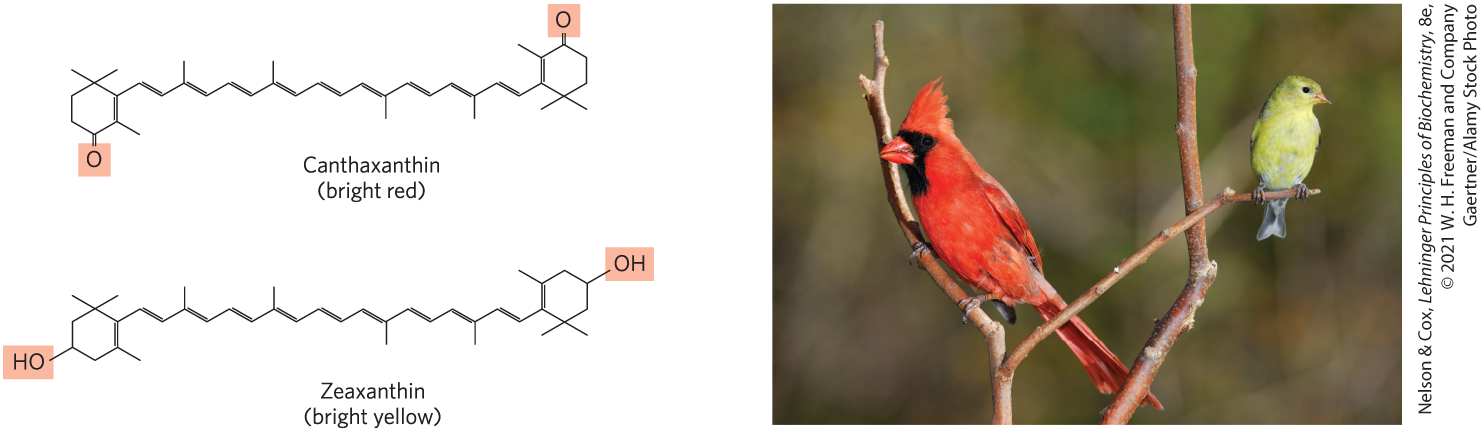 O
O
Canthaxanthin
(bright red)
OH
HO
Zeaxanthin
(bright yellow)
Nelson & Cox, Lehninger Principles of Biochemistry, 8e,
© 2021 W. H. Freeman and Company
Gaertner/Alamy Stock Photo